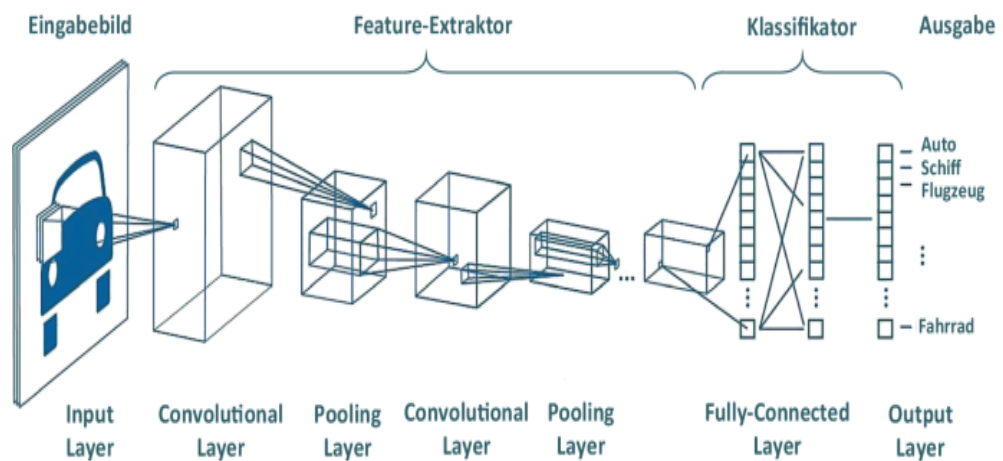 Eingabebild Feature-Extraktor Klassifikator Ausgabe
Auto
Schiff
Flugzeug
...
...
Fahrrad
Input Layer
Convolutional Layer
Pooling Layer
Convolutional Layer
Pooling Layer
Fully-Connected Layer
Output Layer